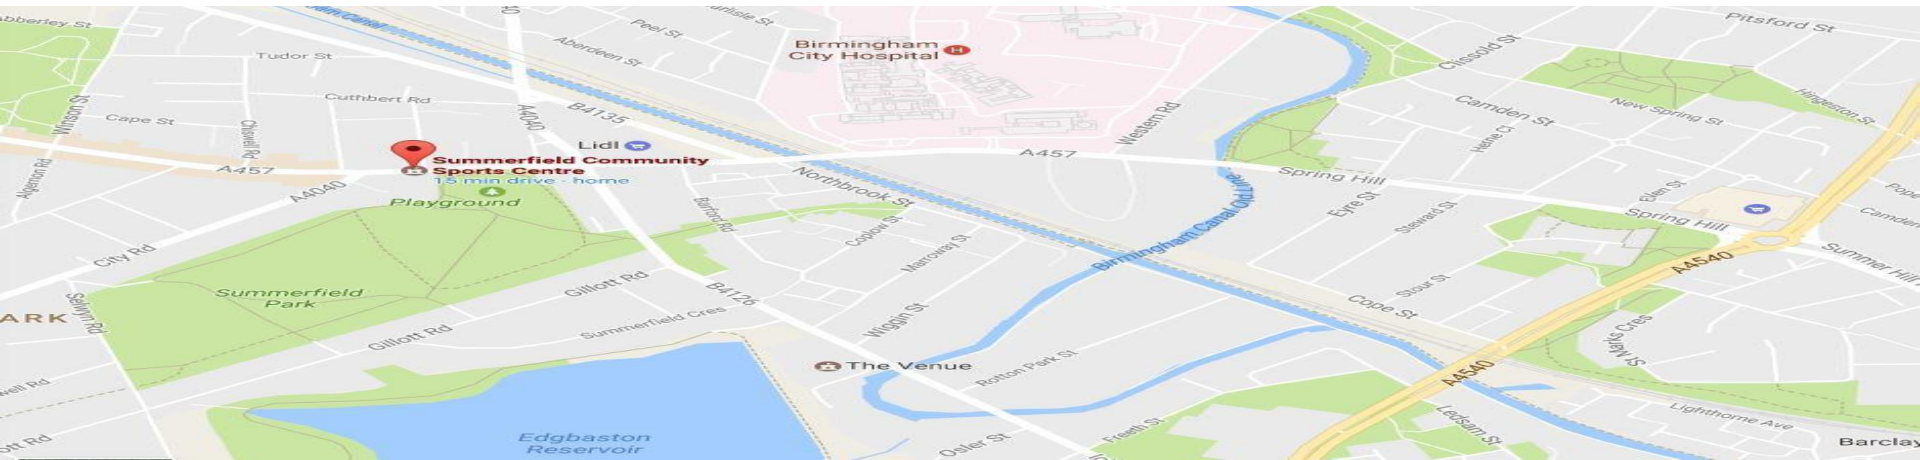 Abberley St
Tudor St
Peel St
Aberdeen St
Birmingham
City Hospital
H
Pitsford St
Clissold St
Camden St
New Spring St
Hingeston St
Hene Cl
Cuthbert Rd
Cape St
Winson St
Chiswell Rd
A4040
B4135
Lidl
Western Rd
A457
A457
Summerfield Community
Sports Centre
15 min drive - home
Playground
Algernon Rd
A4040
City Rd
Summerfield
Park
ARK
Selwyn Rd
Gillott Rd
Gillott Rd
Summerfield Cres
Barford Rd
Northbrook St
Coplow St
Marroway St
B4126
Wiggin St
The Venue
Rotton Park St
Birmingham Canal Old Line
Spring Hill
Eyre St
Steward St
Ellen St
Spring Hill
Camden
Summer Hill
A4540
Stour St
Cope St
St Marks Cres
A4540
Ledsam St
Lighthorne Ave
Barclay
Freeth St
Osler St
Edgbaston
Reservoir